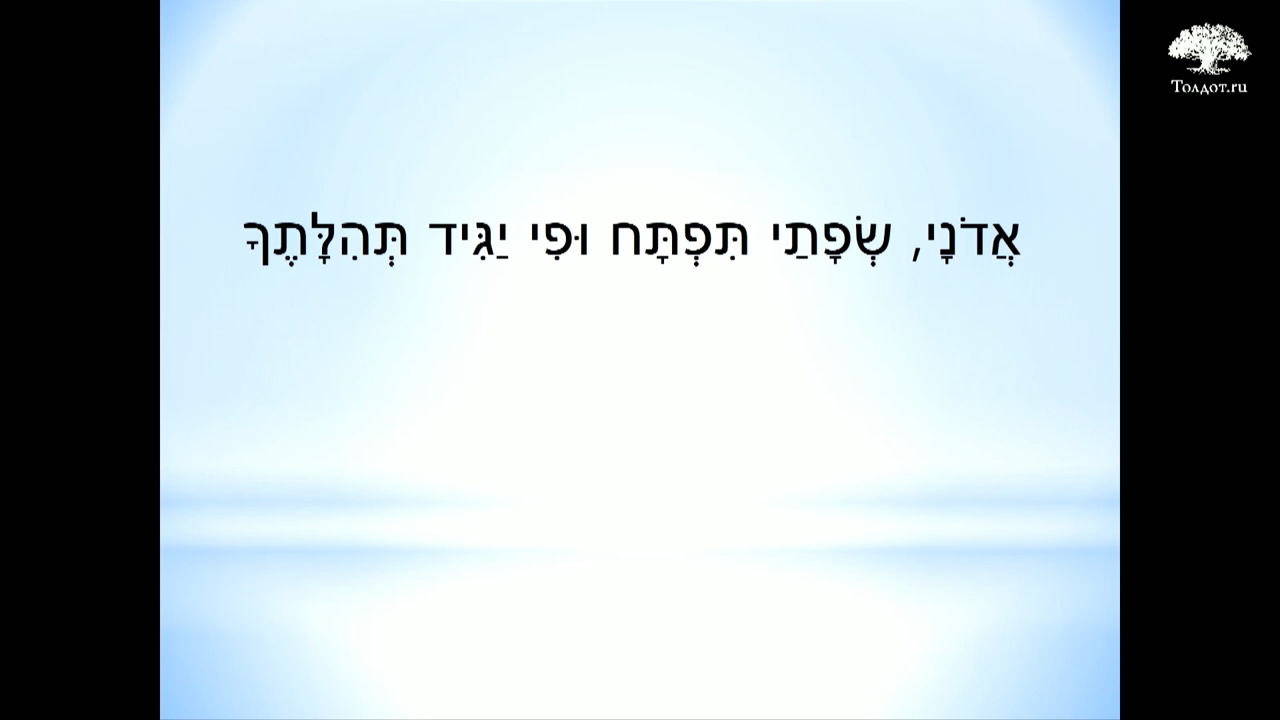 אֲדֹנָי, שְׂפָתַי תִּפְתָּח וּפִי יַגִּיד תְּהִלָּתֶךָ
Толдот.ru